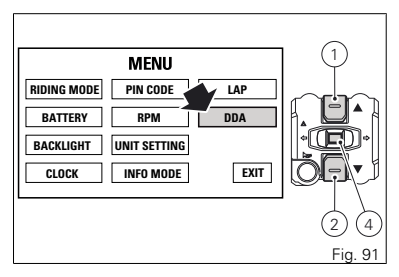 MENU
RIDING MODE PIN CODE LAP
BATTERY RPM DDA
BACKLIGHT UNIT SETTING
CLOCK INFO MODE EXIT
1
2 4
Fig. 91